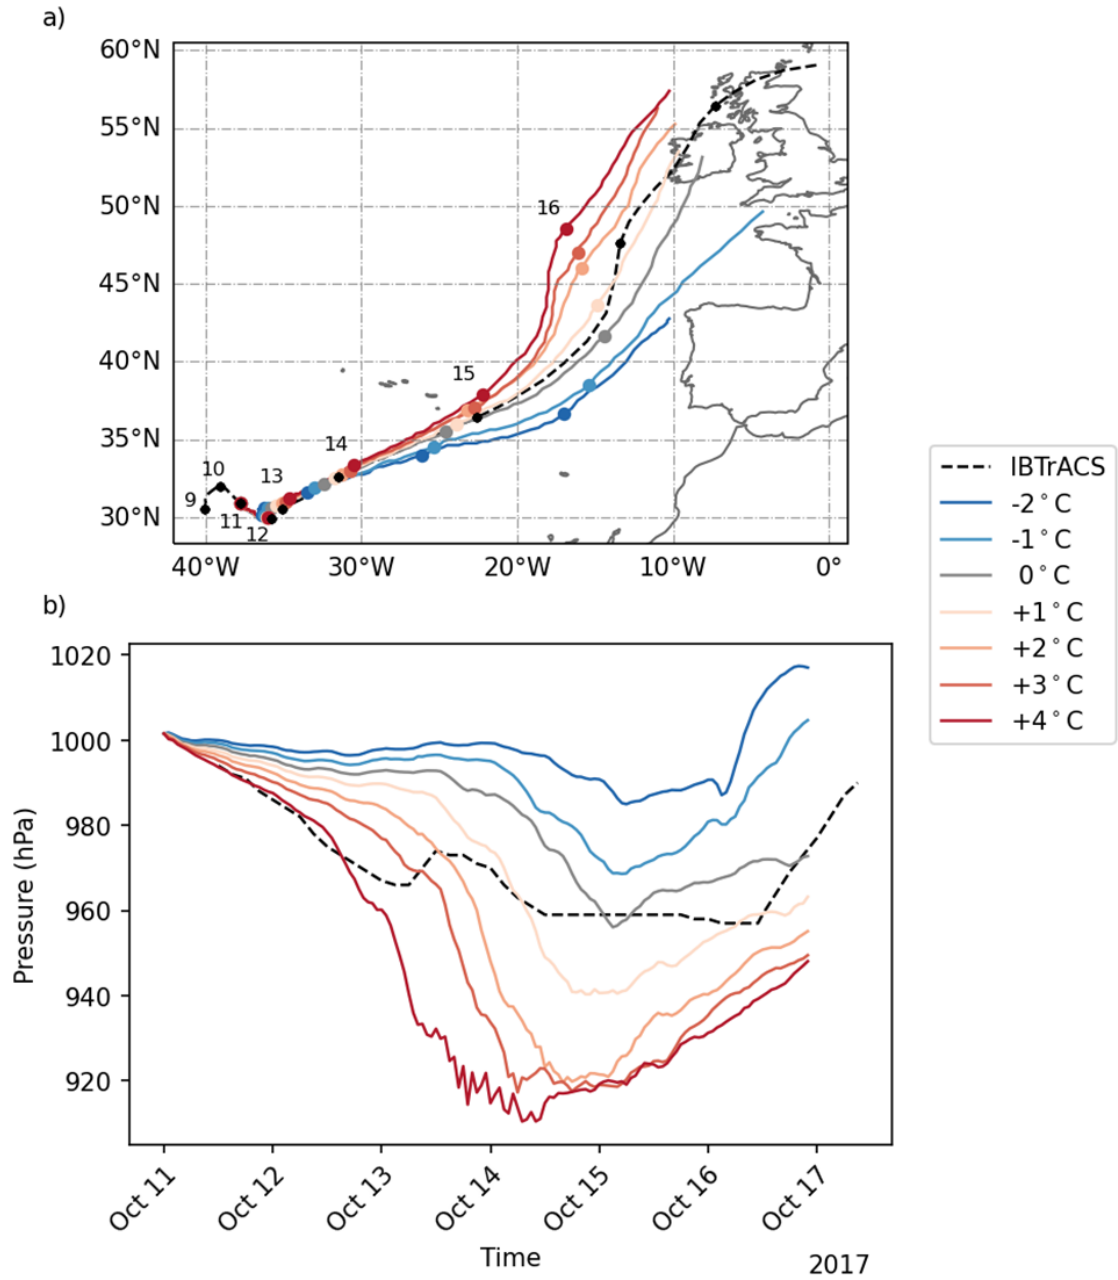 a)
60°N
55°N
50°N
45°N
40°N
35°N
30°N
16
15
14
13
10
9
11
12
40°W 30°W 20°W 10°W 0°
IBTrACS
-2°C
-1°C
0°C
+1°C
+2°C
+3°C
+4°C
b)
Pressure (hPa)
1020
1000
980
960
940
920
Oct 11 Oct 12 Oct 13 Oct 14 Oct 15 Oct 16 Oct 17
Time
2017